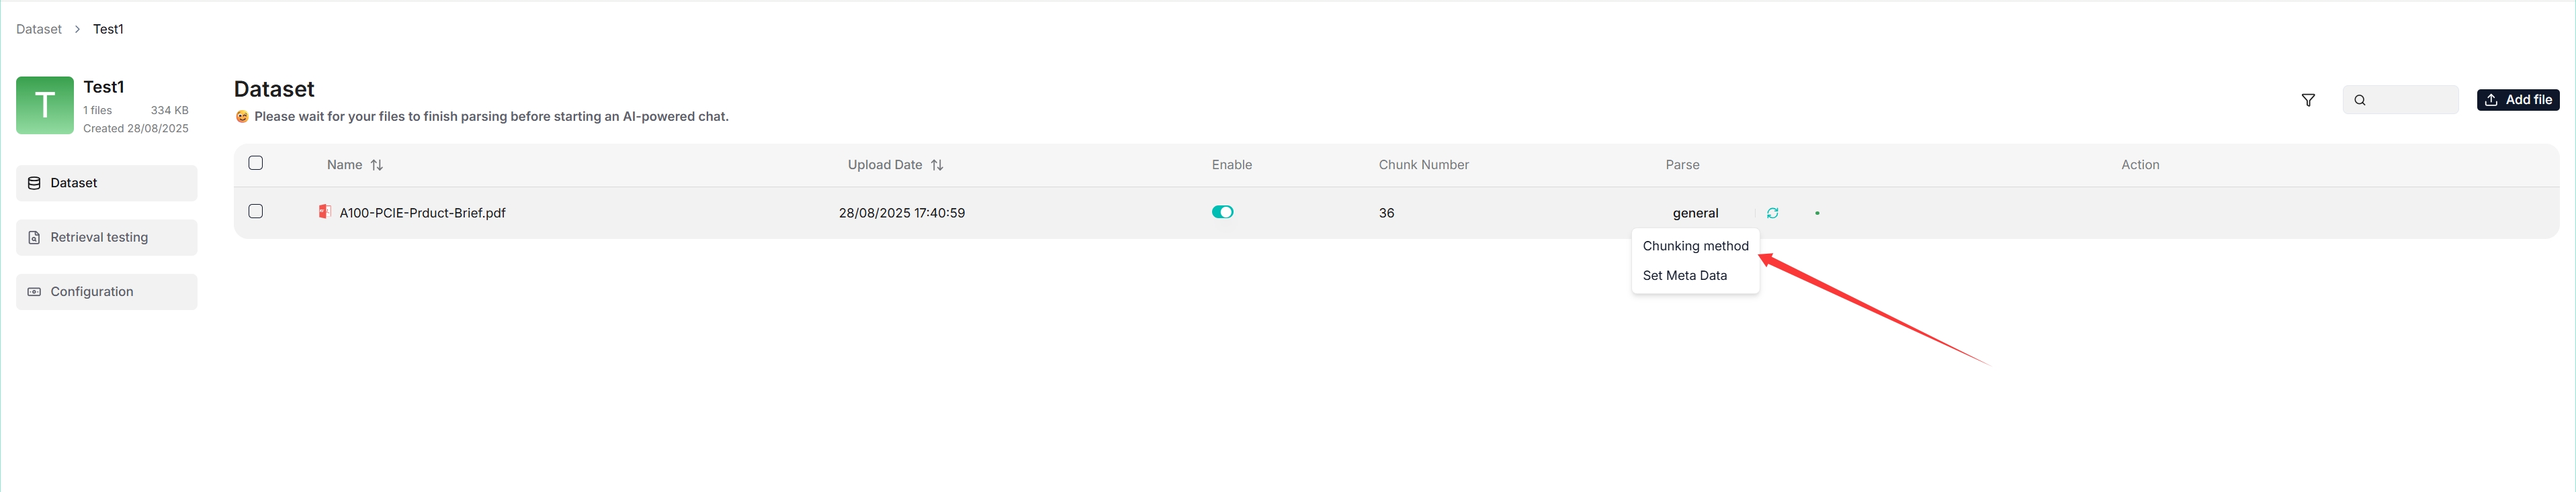 Dataset > Test1
T
Test1
1 files 334 KB
Created 28/08/2025
Dataset
Retrieval testing
Configuration
Dataset
😆 Please wait for your files to finish parsing before starting an AI-powered chat.
Add file
Name Upload Date Enable Chunk Number Parse Action
A100-PCIE-Prduct-Brief.pdf 28/08/2025 17:40:59 36 general
Chunking method
Set Meta Data